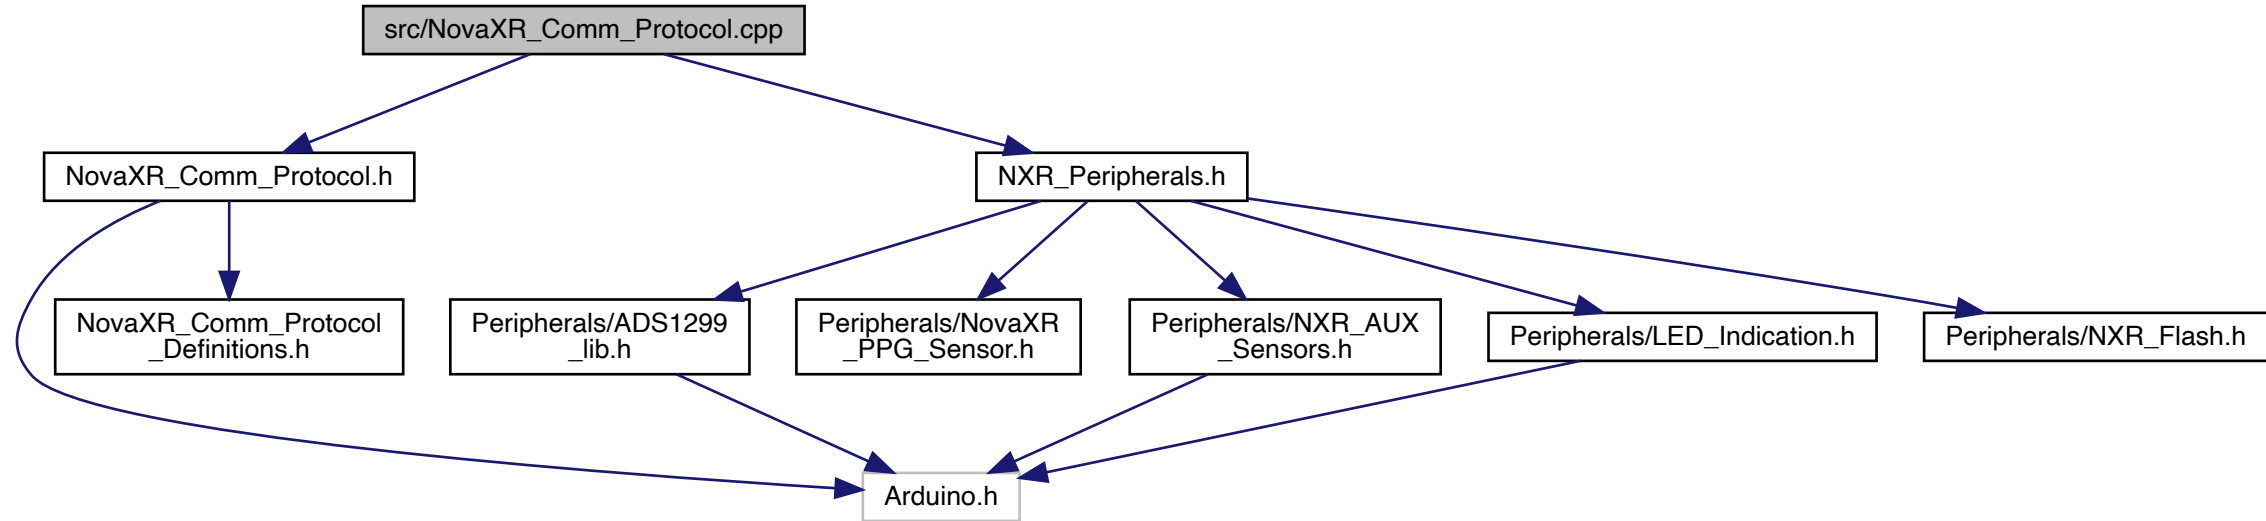 src/NovaXR_Comm_Protocol.cpp
NovaXR_Comm_Protocol.h
NXR_Peripherals.h
NovaXR_Comm_Protocol
_Definitions.h
Peripherals/ADS1299
_lib.h
Peripherals/NovaXR
_PPG_Sensor.h
Peripherals/NXR_AUX
_Sensors.h
Peripherals/LED_Indication.h
Peripherals/NXR_Flash.h
Arduino.h